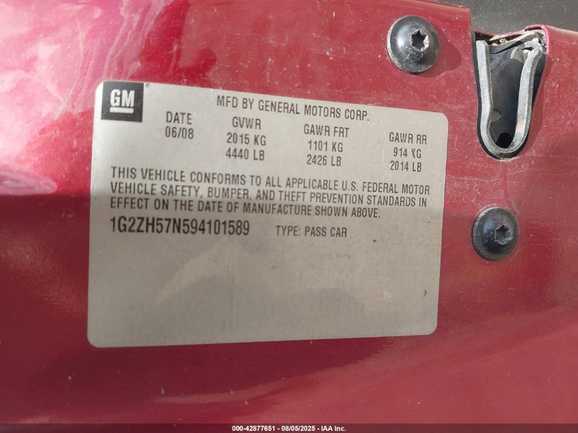 GM
MFD BY GENERAL MOTORS CORP.
DATE GVWR GAWR FRT GAWR RR
06/08 2015 KG 1101 KG 914 KG
4440 LB 2426 LB 2014 LB
THIS VEHICLE CONFORMS TO ALL APPLICABLE U.S. FEDERAL MOTOR
VEHICLE SAFETY, BUMPER, AND THEFT PREVENTION STANDARDS IN
EFFECT ON THE DATE OF MANUFACTURE SHOWN ABOVE.
1G2ZH57N594101589 TYPE: PASS CAR
000-42877651 - 08/05/2025 - IAA Inc.